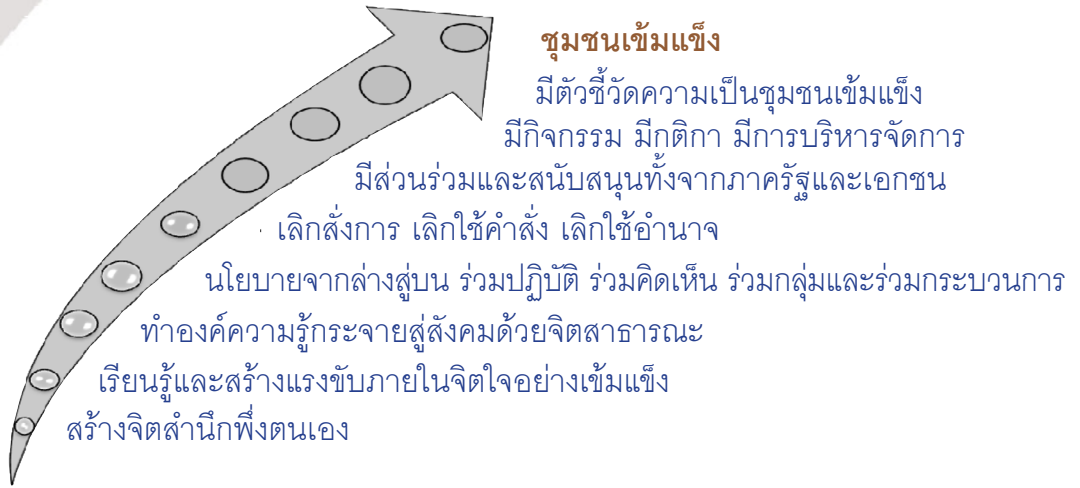 ชุมชนเข้มแข็ง
มีตัวชี้วัดความเป็นชุมชนเข้มแข็ง
มีกิจกรรม มีกติกา มีการบริหารจัดการ
มีส่วนร่วมและสนับสนุนทั้งจากภาครัฐและเอกชน
เลิกสั่งการ เลิกใช้คำสั่ง เลิกใช้อำนาจ
นโยบายจากล่างสู่บน ร่วมปฏิบัติ ร่วมคิดเห็น ร่วมกลุ่มและร่วมกระบวนการ
ทำองค์ความรู้กระจายสู่สังคมด้วยจิตสาธารณะ
เรียนรู้และสร้างแรงขับภายในจิตใจอย่างเข้มแข็ง
สร้างจิตสำนึกพึ่งตนเอง